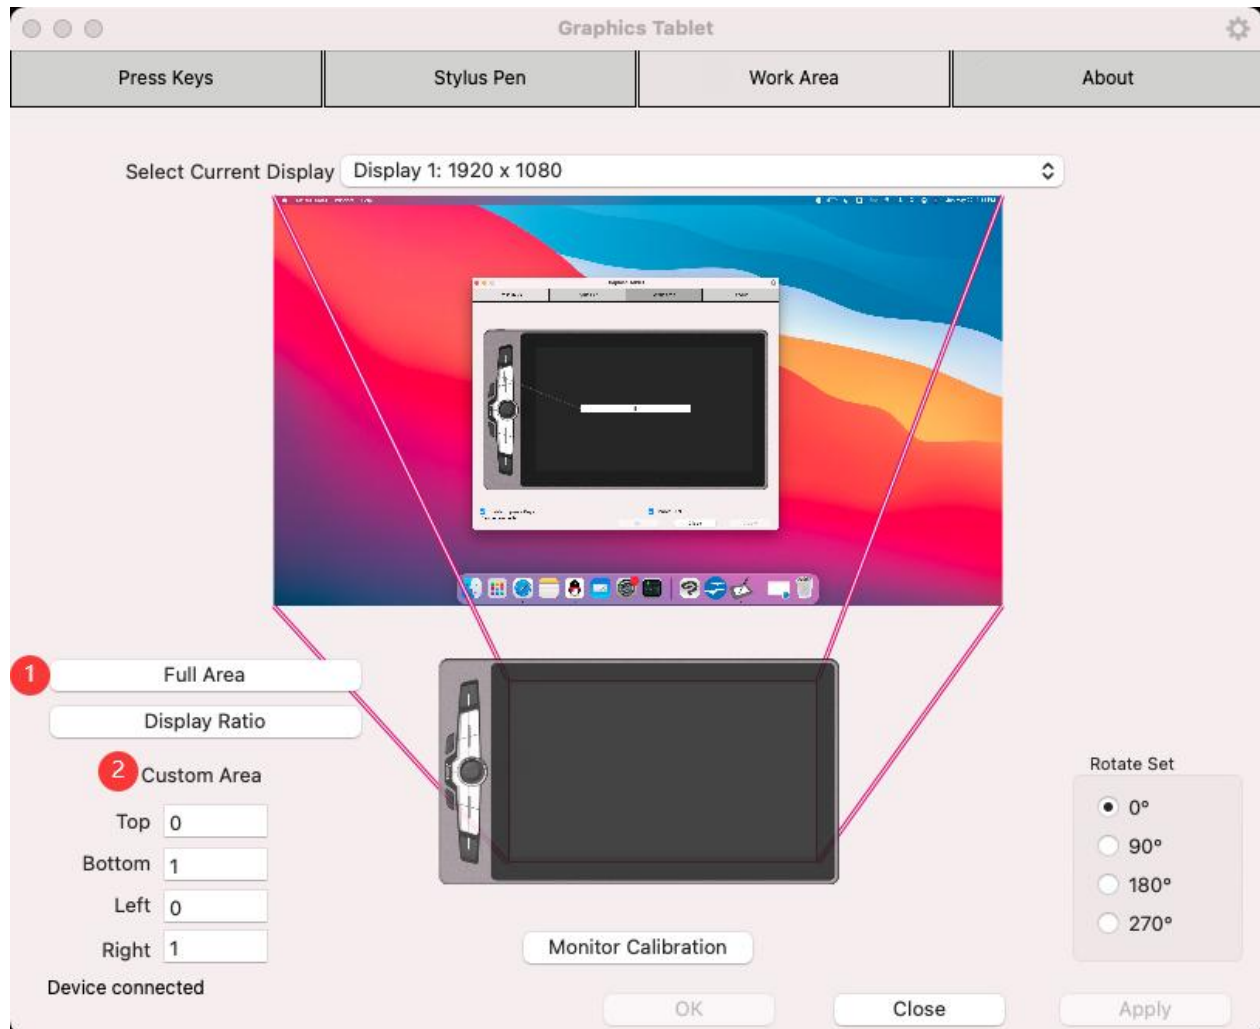 Graphics Tablet
Press Keys
Stylus Pen
Work Area
About
Select Current Display
Display 1: 1920 x 1080
1
Full Area
Display Ratio
2
Custom Area
Top 0
Bottom 1
Left 0
Right 1
Device connected
Monitor Calibration
Rotate Set
0°
90°
180°
270°
OK
Close
Apply